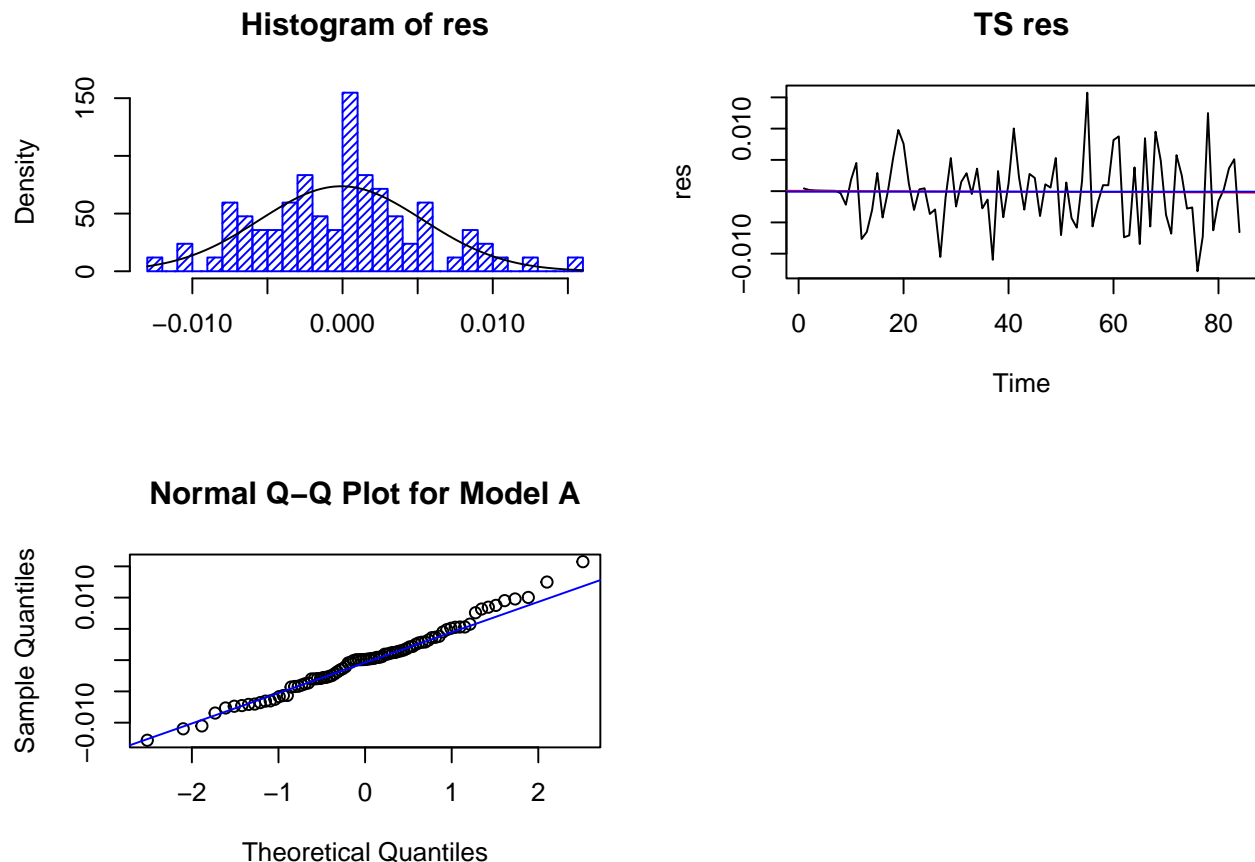 Histogram of res
Density
0 50 150
−0.010 0.000 0.010
TS res
res
−0.010 0.010
0 20 40 60 80
Time
Normal Q−Q Plot for Model A
Sample Quantiles
−0.010 0.010
−2 −1 0 1 2
Theoretical Quantiles